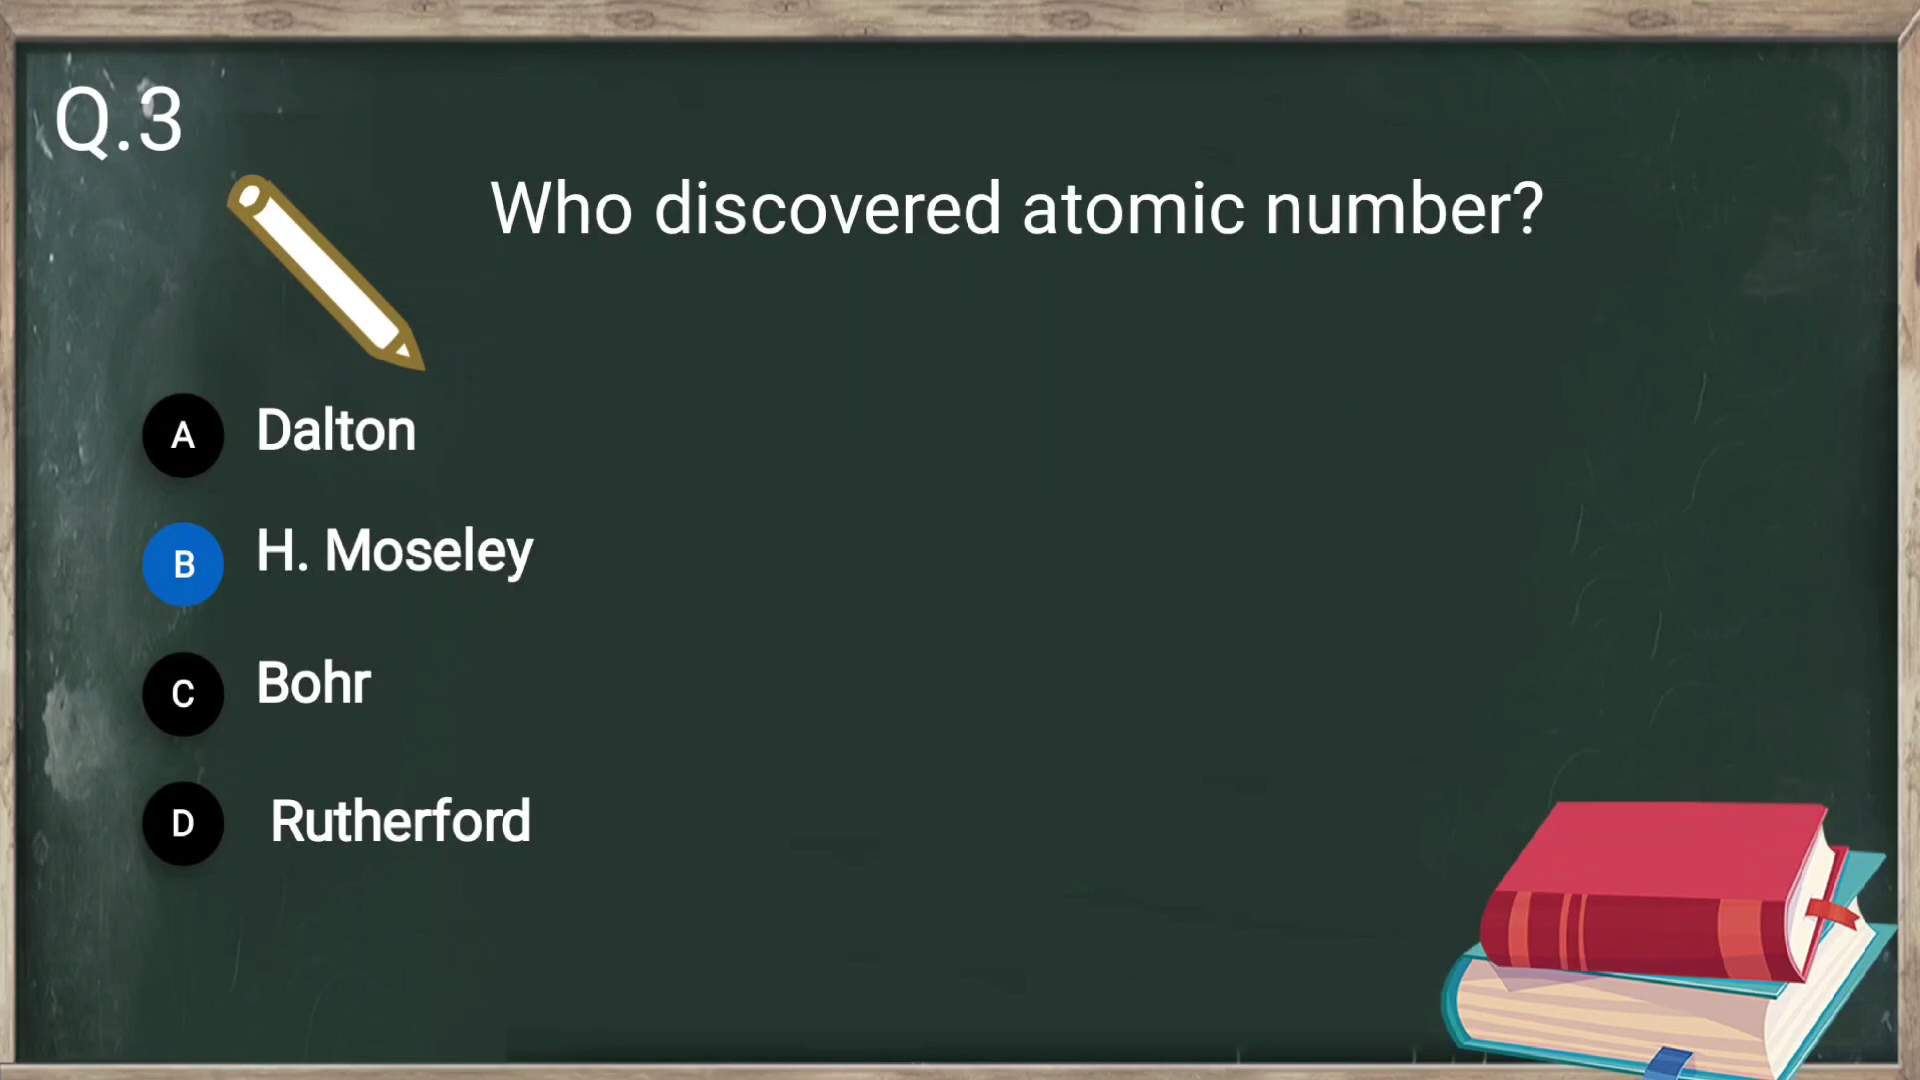 Q.3
Who discovered atomic number?
A Dalton
B H. Moseley
C Bohr
D Rutherford